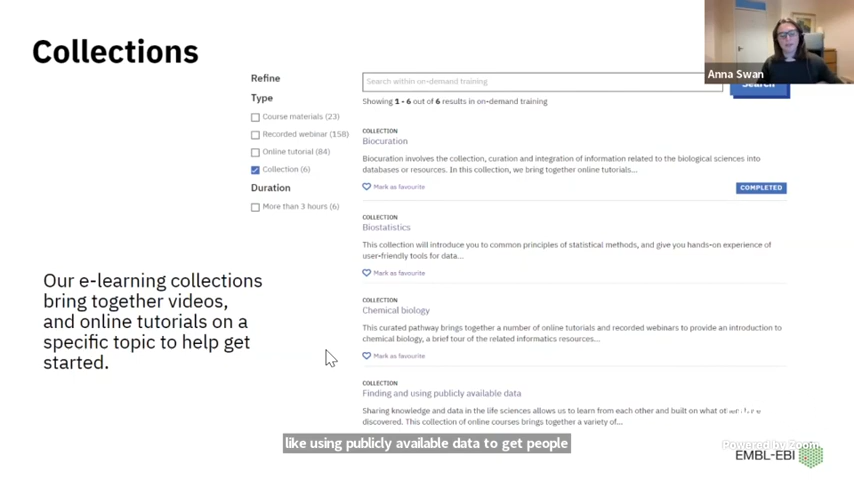 Collections
Refine
Type
Course materials (23)
Recorded webinar (158)
Online tutorial (84)
Collection (6)
Duration
More than 3 hours (6)
Our e-learning collections
bring together videos,
and online tutorials on a
specific topic to help get
started.
Search within on-demand training
Search
Showing 1 - 6 out of 6 results in on-demand training
COLLECTION
Biocuration
Biocuration involves the collection, curation and integration of information related to the biological sciences into
databases or resources. In this collection, we bring together online tutorials...
Mark as favourite
COMPLETED
COLLECTION
Biostatistics
This collection will introduce you to common principles of statistical methods, and give you hands-on experience of
user-friendly tools for data...
Mark as favourite
COLLECTION
Chemical biology
This curated pathway brings together a number of online tutorials and recorded webinars to provide an introduction to
chemical biology, a brief tour of the related informatics resources...
Mark as favourite
COLLECTION
Finding and using publicly available data
Sharing knowledge and data in the life sciences allows us to learn from each other and built on what
discovered. This collection of online courses brings together a variety of...
Anna Swan
like using publicly available data to get people
Powered by Zoom
EMBL-EBI